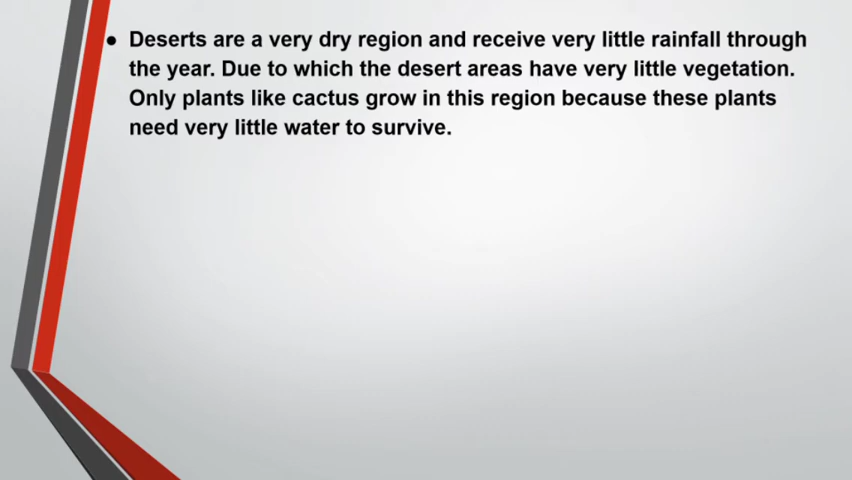 ● Deserts are a very dry region and receive very little rainfall through
the year. Due to which the desert areas have very little vegetation.
Only plants like cactus grow in this region because these plants
need very little water to survive.